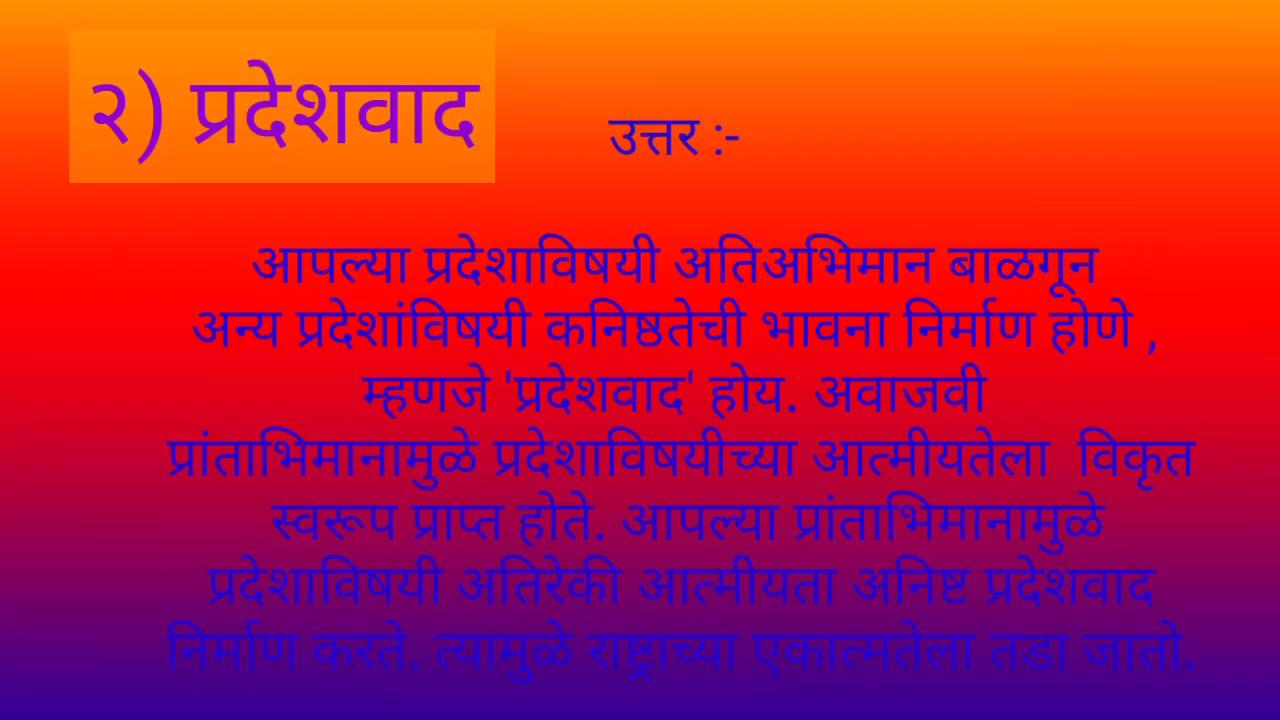 २) प्रदेशवाद
उत्तर :-
आपल्या प्रदेशाविषयी अतिअभिमान बाळगून
अन्य प्रदेशांविषयी कनिष्ठतेची भावना निर्माण होणे ,
म्हणजे 'प्रदेशवाद' होय. अवाजवी
प्रांताभिमानामुळे प्रदेशाविषयीच्या आत्मीयतेला विकृत
स्वरूप प्राप्त होते. आपल्या प्रांताभिमानामुळे
प्रदेशाविषयी अतिरेकी आत्मीयता अनिष्ट प्रदेशवाद
निर्माण करते. त्यामुळे राष्ट्राच्या एकात्मतेला तडा जातो.